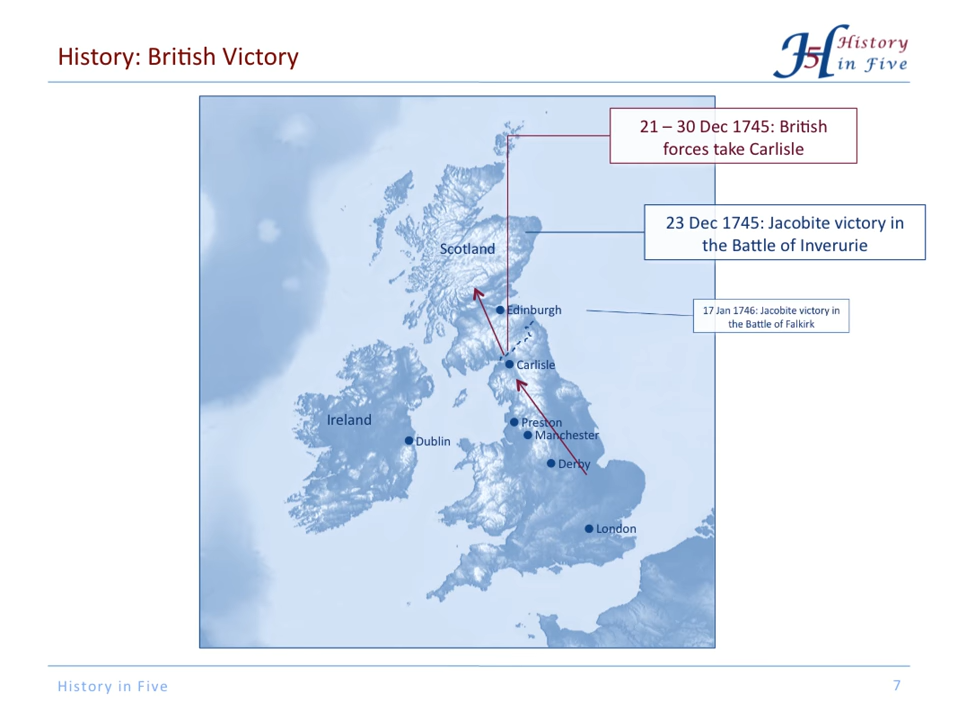 History: British Victory
H5H History
in Five
21 – 30 Dec 1745: British
forces take Carlisle
23 Dec 1745: Jacobite victory in
the Battle of Inverurie
Scotland
17 Jan 1746: Jacobite victory in
the Battle of Falkirk
Edinburgh
Carlisle
Ireland
Preston
Manchester
Dublin
Derby
London
History in Five
7